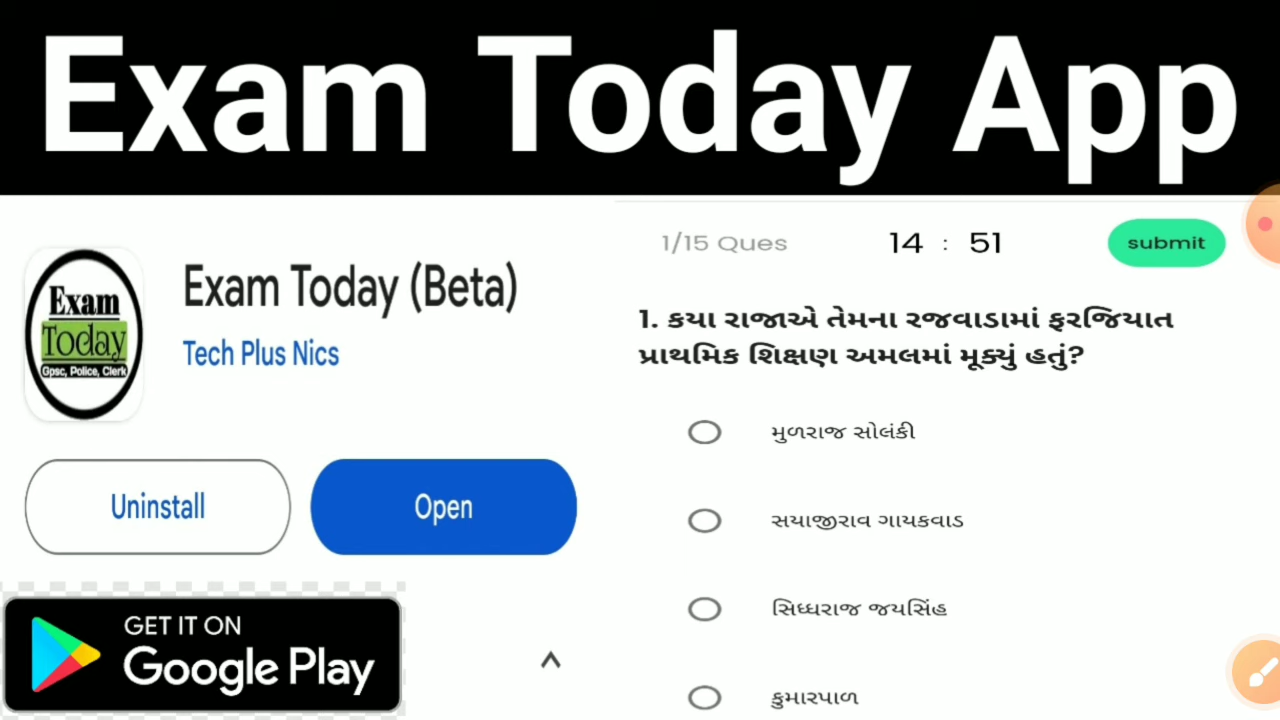 Exam Today App
Exam
Today
Gpsc, Police, Clerk
Exam Today (Beta)
Tech Plus Nics
Uninstall
Open
GET IT ON
Google Play
1/15 Ques
14 : 51
submit
1. કયા રાજાએ તેમના રજવાડામાં ફરજિયાત
પ્રાથમિક શિક્ષણ અમલમાં મૂક્યું હતું?
મુળરાજ સોલંકી
સયાજીરાવ ગાયકવાડ
સિધ્ધરાજ જયસિંહ
કુમારપાળ